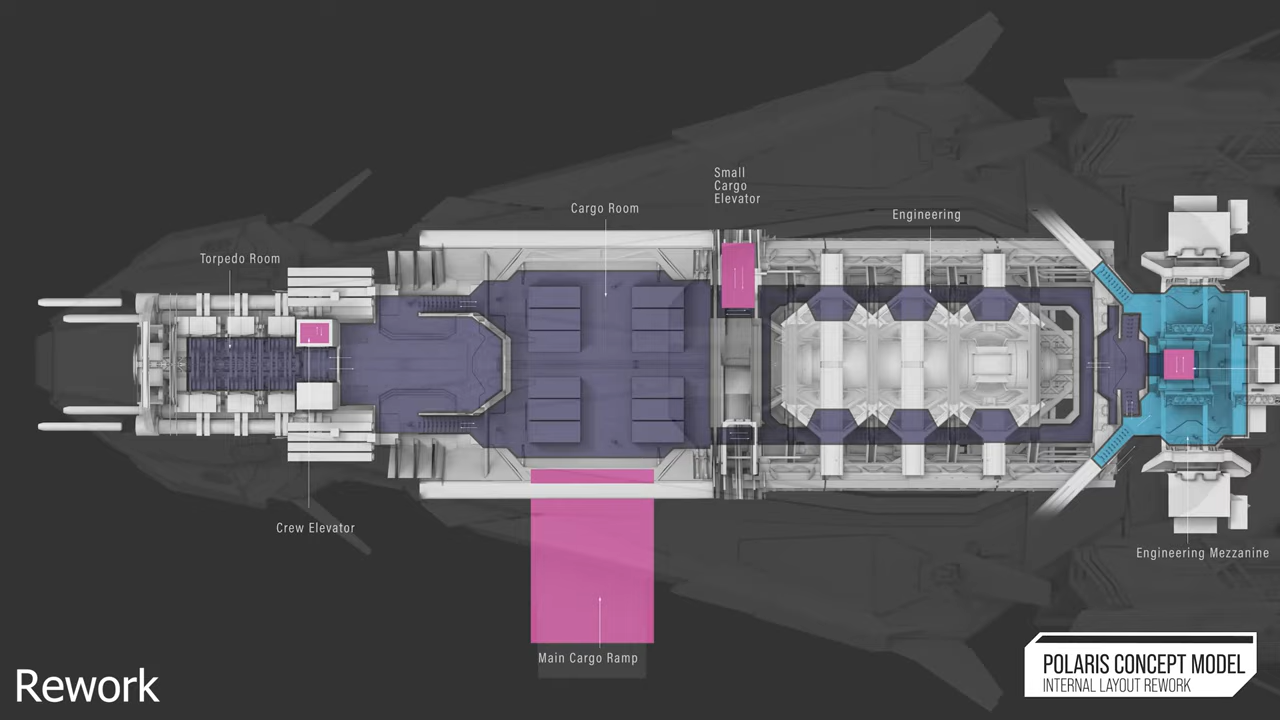 Small
Cargo
Elevator
Cargo Room
Engineering
Torpedo Room
Crew Elevator
Engineering Mezzanine
Main Cargo Ramp
Rework
POLARIS CONCEPT MODEL
INTERNAL LAYOUT REWORK